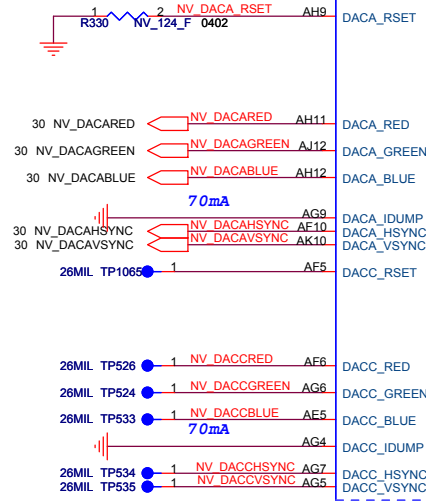 1 2 NV_DACA_RSET AH9 DACA_RSET
R330 NV_124_F 0402
30 NV_DACARED NV_DACARED AH11 DACA_RED
30 NV_DACAGREEN NV_DACAGREEN AJ12 DACA_GREEN
30 NV_DACABLUE NV_DACABLUE AH12 DACA_BLUE
70mA
AG9 DACA_IDUMP
30 NV_DACAHSYNC NV_DACAHSYNC AF10 DACA_HSYNC
30 NV_DACAVSYNC NV_DACAVSYNC AK10 DACA_VSYNC
26MIL TP1065 1 AF5 DACC_RSET
26MIL TP526 1 NV_DACCRED AF6 DACC_RED
26MIL TP524 1 NV_DACCGREEN AG6 DACC_GREEN
26MIL TP533 1 NV_DACCBLUE AE5 DACC_BLUE
70mA
AG4 DACC_IDUMP
26MIL TP534 1 NV_DACCHSYNC AG7 DACC_HSYNC
26MIL TP535 1 NV_DACCVSYNC AG5 DACC_VSYNC